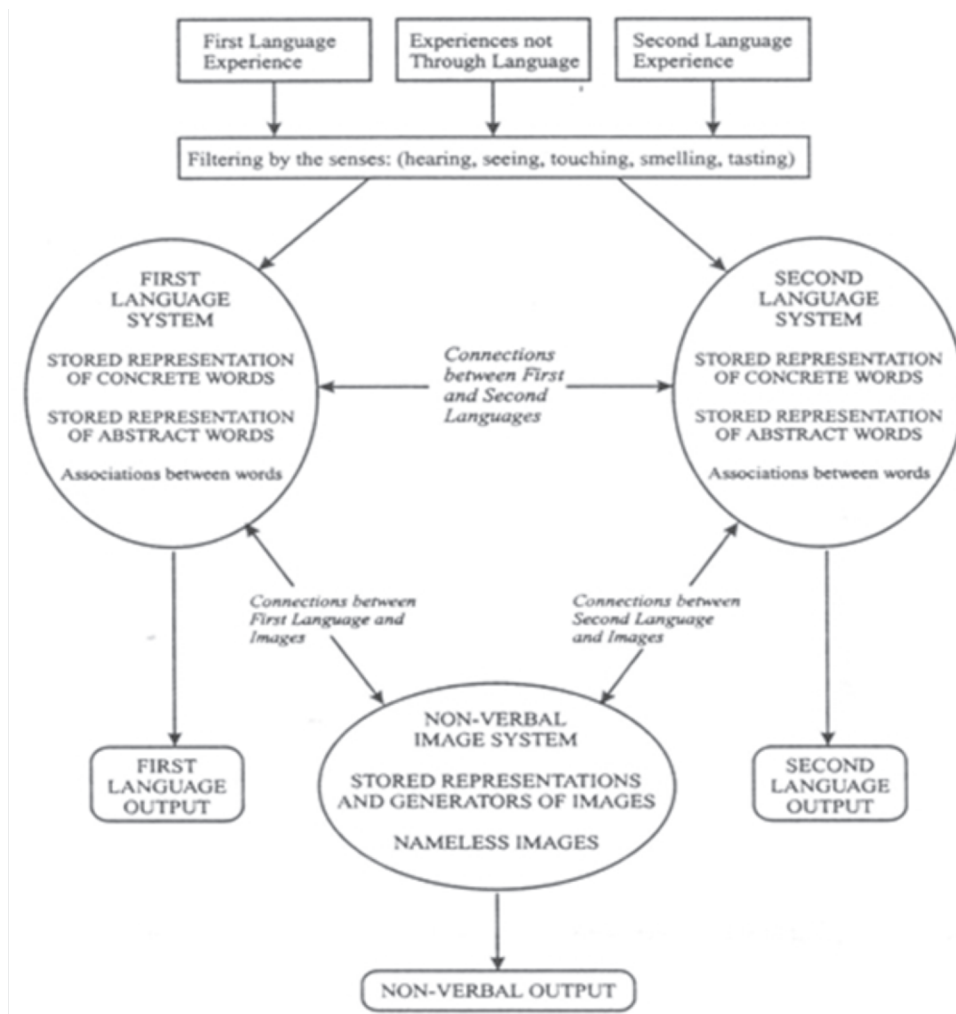 First Language
Experience
Experiences not
Through Language
Second Language
Experience
Filtering by the senses: (hearing, seeing, touching, smelling, tasting)
FIRST
LANGUAGE
SYSTEM
STORED REPRESENTATION
OF CONCRETE WORDS
STORED REPRESENTATION
OF ABSTRACT WORDS
Associations between words
Connections
between First
and Second
Languages
SECOND
LANGUAGE
SYSTEM
STORED REPRESENTATION
OF CONCRETE WORDS
STORED REPRESENTATION
OF ABSTRACT WORDS
Associations between words
Connections between
First Language and
Images
Connections between
Second Language
and Images
FIRST
LANGUAGE
OUTPUT
NON-VERBAL
IMAGE SYSTEM
STORED REPRESENTATIONS
AND GENERATORS OF IMAGES
NAMELESS IMAGES
SECOND
LANGUAGE
OUTPUT
NON-VERBAL OUTPUT